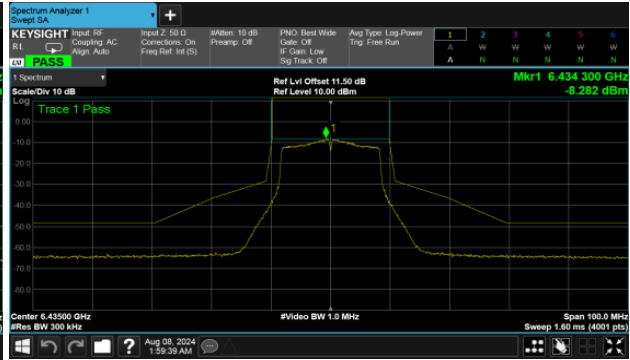 Spectrum Analyzer 1
Swept SA
KEYSIGHT Input: RF Input Z: 50 Ω #Atten: 10 dB PNO: Best Wide Avg Type: Log-Power 1 2 3 4 5 6
R L Coupling: AC Corrections: On Preamp: Off Gate: Off Trig: Free Run A W W W W W
Align: Auto Freq Ref: Int (S) IF Gain: Low
EXT PASS Sig Track: Off A N N N N N
1 Spectrum Ref Lvl Offset 11.50 dB Mkr1 6.434 300 GHz
Scale/Div 10 dB Ref Level 10.00 dBm -8.282 dBm
Log Trace 1 Pass
1
0.00
-10.0
-20.0
-30.0
-40.0
-50.0
-60.0
-70.0
-80.0
Center 6.43500 GHz #Video BW 1.0 MHz Span 100.0 MHz
#Res BW 300 kHz Sweep 1.60 ms (4001 pts)
? Aug 08, 2024
1:59:39 AM